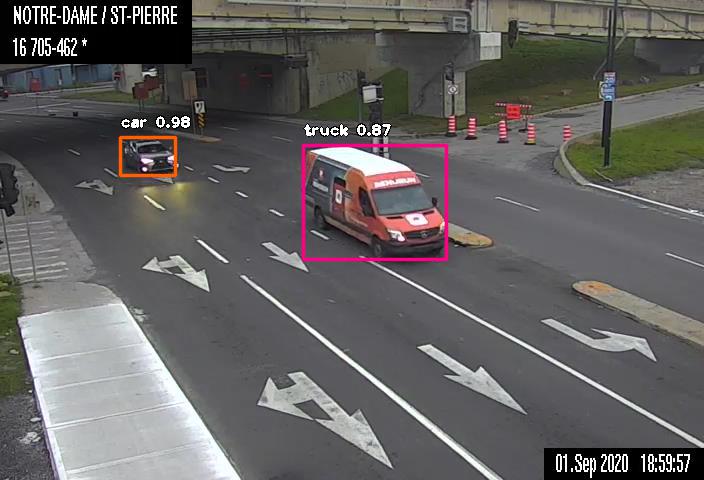 NOTRE-DAME / ST-PIERRE
16 705-462 *
car 0.98
truck 0.87
01.Sep 2020 18:59:57